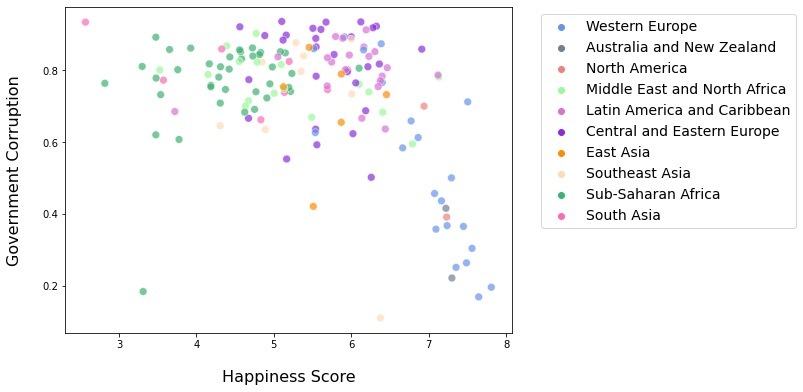 Government Corruption
0.8
0.6
0.4
0.2
3
4
5
6
7
8
Happiness Score
Western Europe
Australia and New Zealand
North America
Middle East and North Africa
Latin America and Caribbean
Central and Eastern Europe
East Asia
Southeast Asia
Sub-Saharan Africa
South Asia